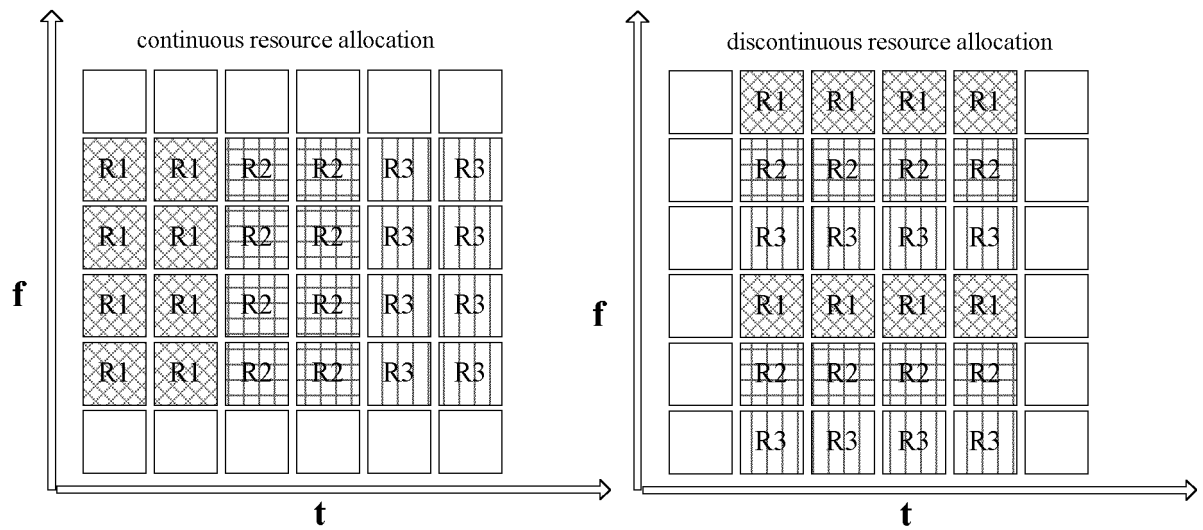 continuous resource allocation
R1 R1 R2 R2 R3 R3
R1 R1 R2 R2 R3 R3
R1 R1 R2 R2 R3 R3
R1 R1 R2 R2 R3 R3
f
t
discontinuous resource allocation
R1 R1 R1 R1
R2 R2 R2 R2
R3 R3 R3 R3
R1 R1 R1 R1
R2 R2 R2 R2
R3 R3 R3 R3
f
t